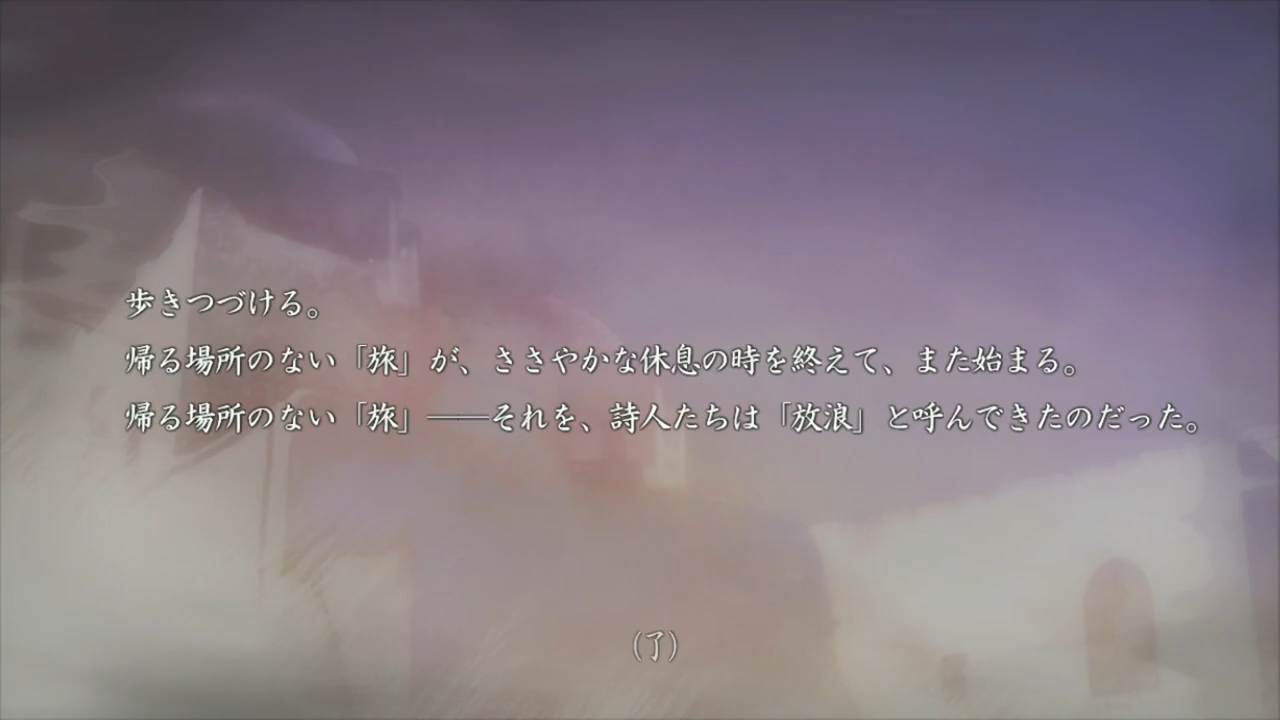 歩きつづける。
帰る場所のない「旅」が、ささやかな休息の時を終えて、また始まる。
帰る場所のない「旅」――それを、詩人たちは「放浪」と呼んできたのだった。
（了）